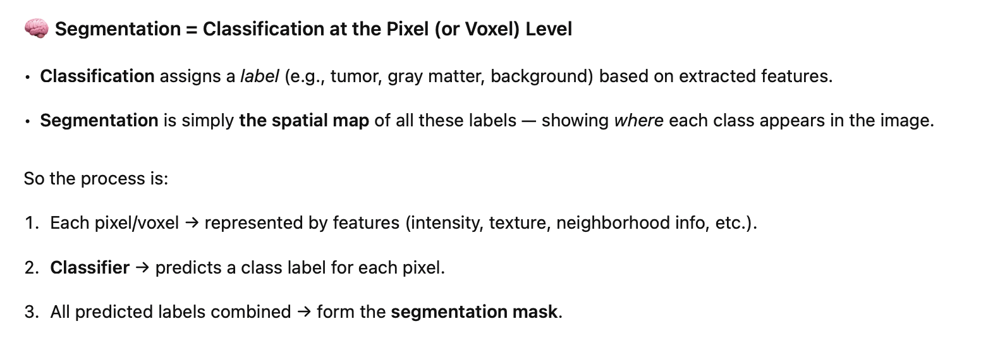 🧠 Segmentation = Classification at the Pixel (or Voxel) Level
• Classification assigns a label (e.g., tumor, gray matter, background) based on extracted features.
• Segmentation is simply the spatial map of all these labels — showing where each class appears in the image.
So the process is:
1. Each pixel/voxel → represented by features (intensity, texture, neighborhood info, etc.).
2. Classifier → predicts a class label for each pixel.
3. All predicted labels combined → form the segmentation mask.